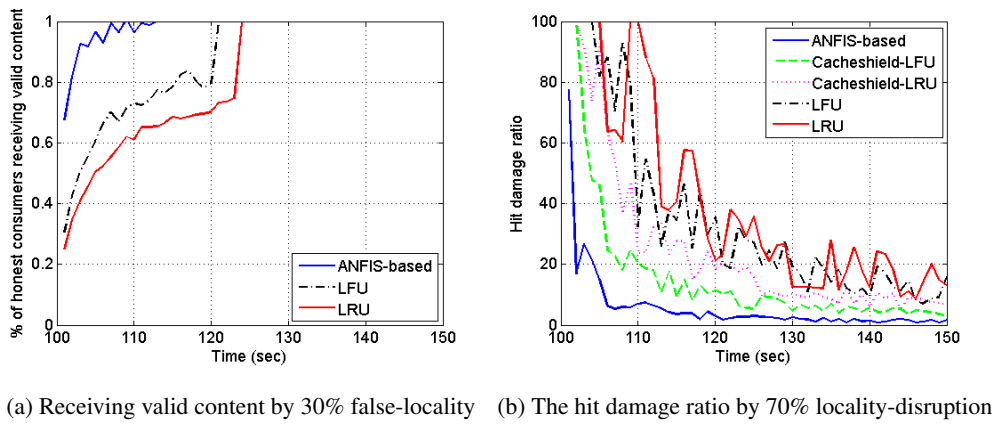 1
0.8
0.6
0.4
0.2
0
% of honest consumers receiving valid content
100 110 120 130 140 150
Time (sec)
ANFIS-based
LFU
LRU
100
80
60
40
20
0
Hit damage ratio
100 110 120 130 140 150
Time (sec)
ANFIS-based
Cacheshield-LFU
Cacheshield-LRU
LFU
LRU
(a) Receiving valid content by 30% false-locality
(b) The hit damage ratio by 70% locality-disruption